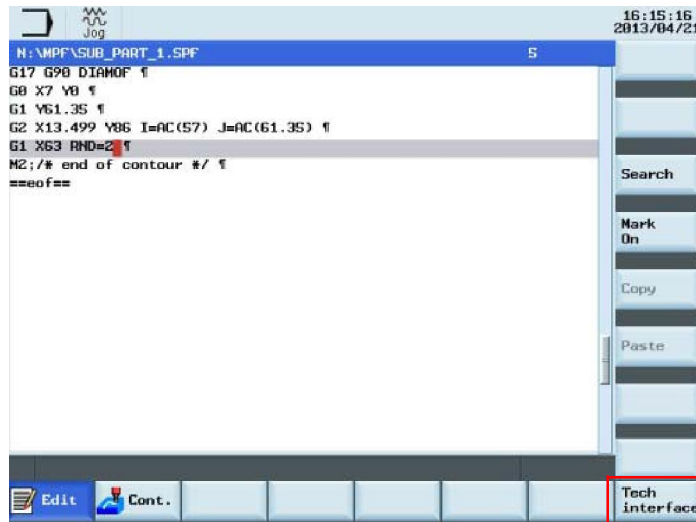 Jog
16:15:16
2013/04/21
N:\MPF\SUB_PART_1.SPF 5
G17 G90 DIAMOF ¶
G0 X7 Y0 ¶
G1 Y61.35 ¶
G2 X13.499 Y86 I=AC(57) J=AC(61.35) ¶
G1 X63 RND=2 ¶
M2;/* end of contour */ ¶
==eof==
Search
Mark
On
Copy
Paste
Edit
Cont.
Tech
interface